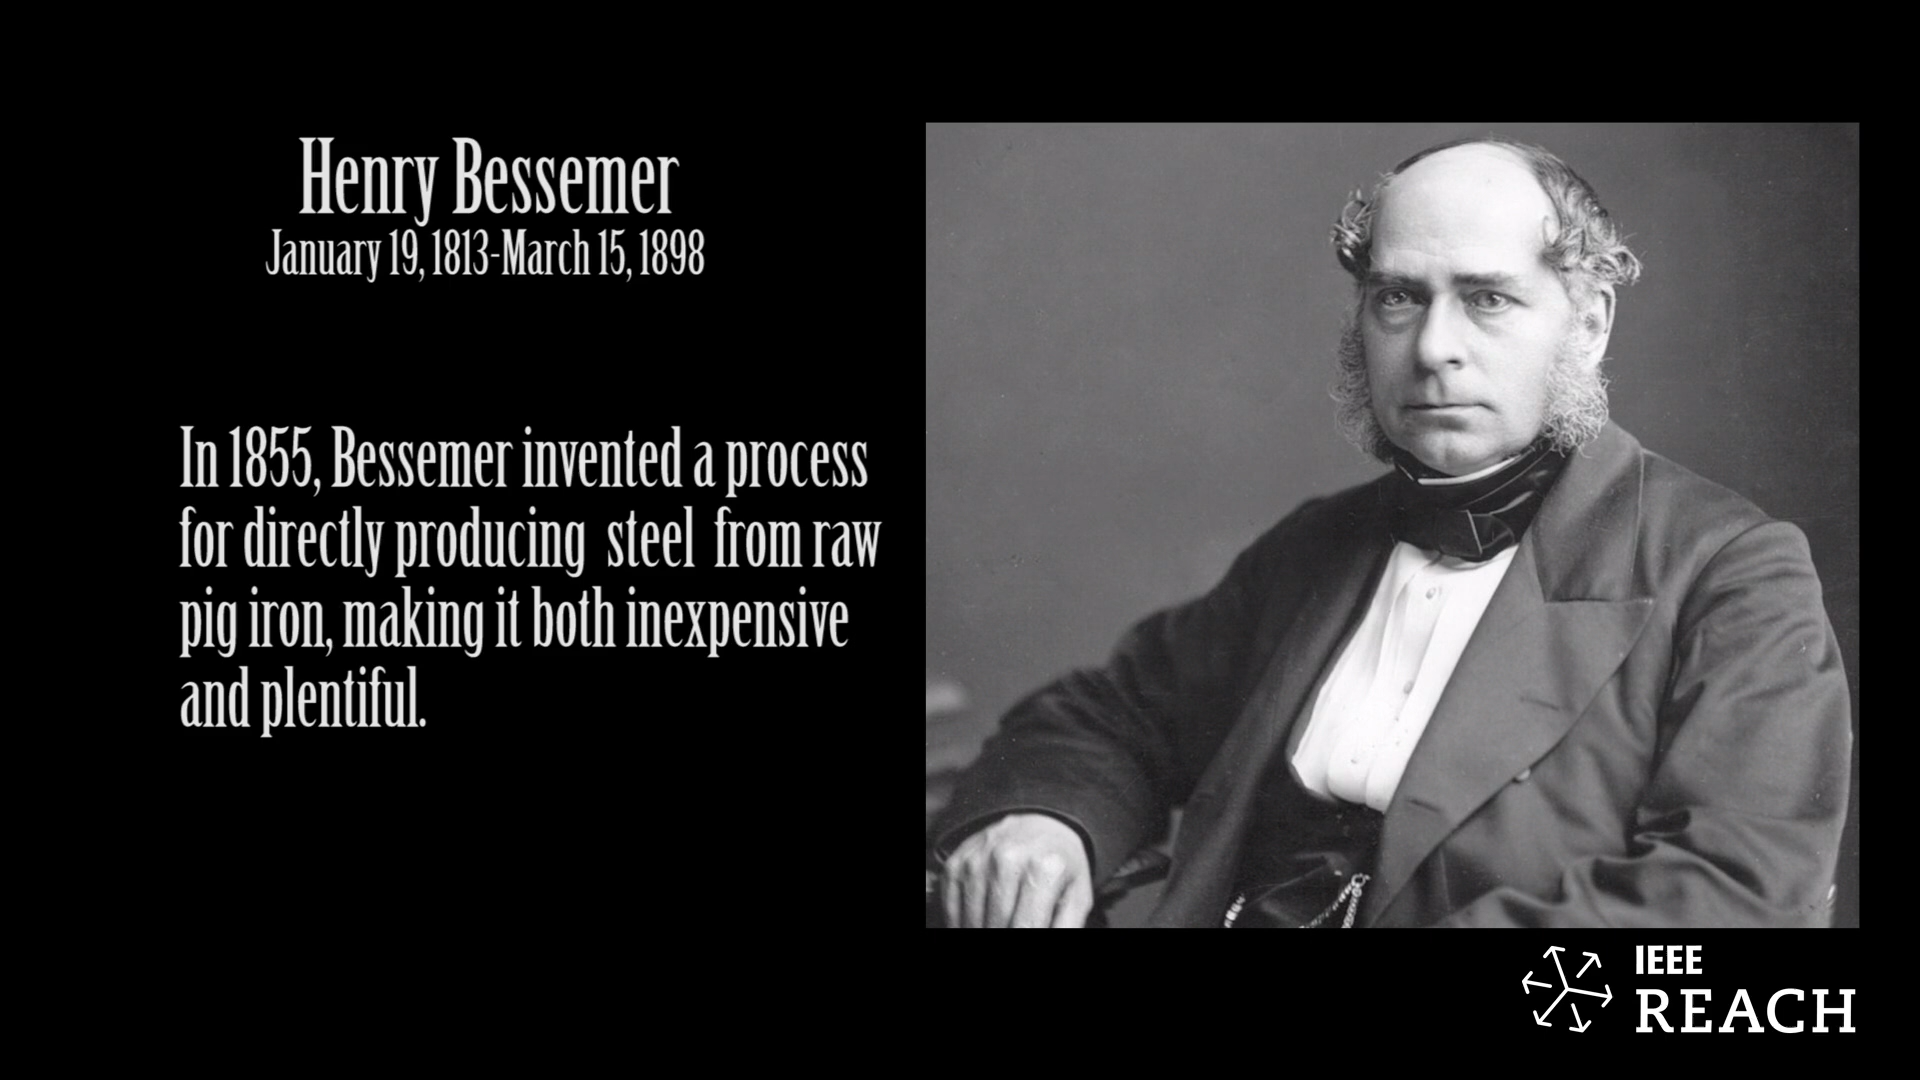 Henry Bessemer
January 19, 1813-March 15, 1898
In 1855, Bessemer invented a process
for directly producing steel from raw
pig iron, making it both inexpensive
and plentiful.
IEEE
REACH